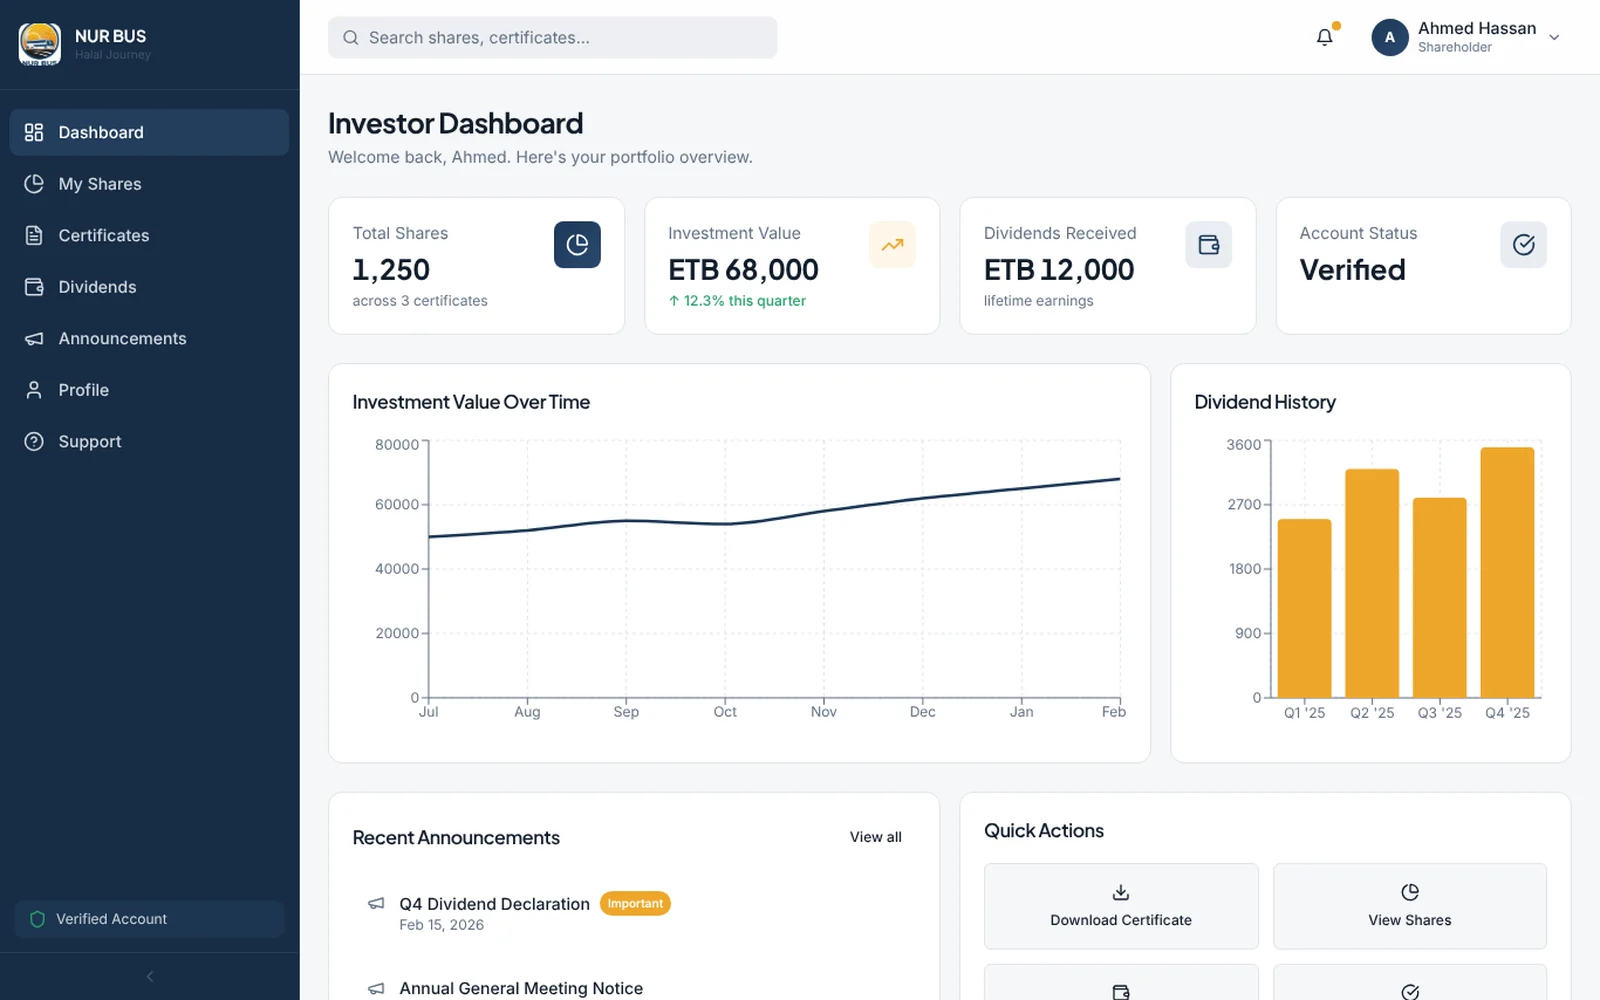 NUR BUS
NUR BUS
Halal Journey
Dashboard
My Shares
Certificates
Dividends
Announcements
Profile
Support
Verified Account
Search shares, certificates...
A
Ahmed Hassan
Shareholder
Investor Dashboard
Welcome back, Ahmed. Here's your portfolio overview.
Total Shares
1,250
across 3 certificates
Investment Value
ETB 68,000
↑ 12.3% this quarter
Dividends Received
ETB 12,000
lifetime earnings
Account Status
Verified
Investment Value Over Time
80000
60000
40000
20000
0
Jul Aug Sep Oct Nov Dec Jan Feb
Dividend History
3600
2700
1800
900
0
Q1 '25 Q2 '25 Q3 '25 Q4 '25
Recent Announcements
View all
Q4 Dividend Declaration Important
Feb 15, 2026
Annual General Meeting Notice
Quick Actions
Download Certificate
View Shares